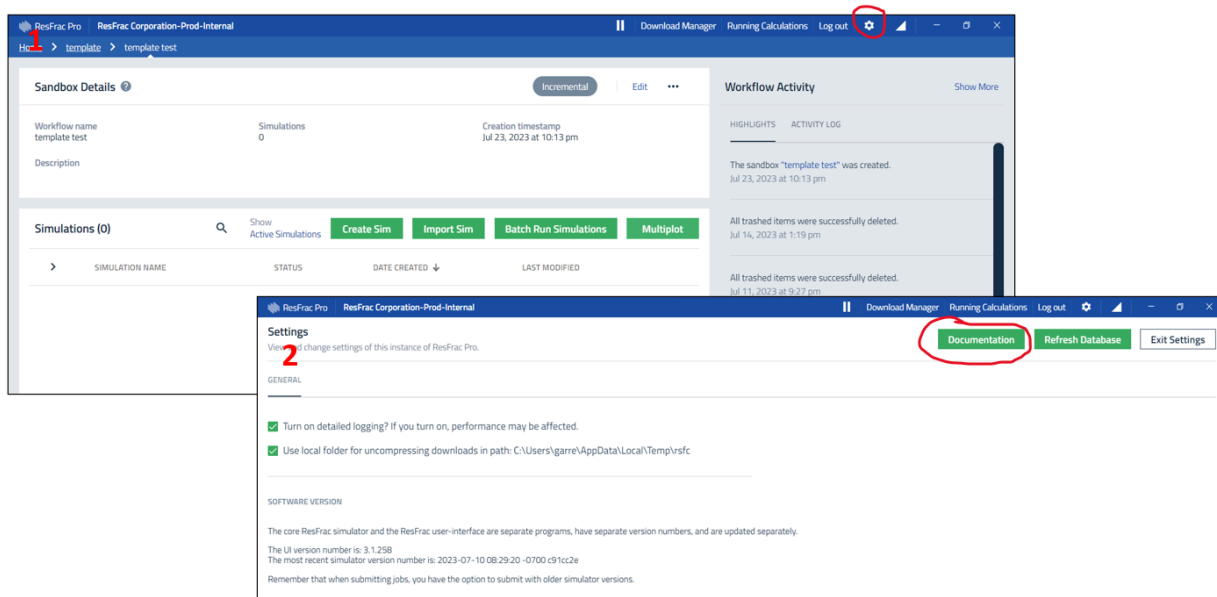 ResFrac Pro ResFrac Corporation-Prod-Internal Download Manager Running Calculations Log out
1
Home > template > template test
Sandbox Details Incremental Edit ...
Workflow name Simulations Creation timestamp
template test 0 Jul 23, 2023 at 10:13 pm
Description
Simulations (0) Show Active Simulations Create Sim Import Sim Batch Run Simulations Multiplot
SIMULATION NAME STATUS DATE CREATED LAST MODIFIED
Workflow Activity Show More
HIGHLIGHTS ACTIVITY LOG
The sandbox "template test" was created.
Jul 23, 2023 at 10:13 pm
All trashed items were successfully deleted.
Jul 14, 2023 at 1:19 pm
All trashed items were successfully deleted.
Jul 11, 2023 at 9:27 pm
ResFrac Pro ResFrac Corporation-Prod-Internal Download Manager Running Calculations Log out
Settings Documentation Refresh Database Exit Settings
View and change settings of this instance of ResFrac Pro.
2
GENERAL
Turn on detailed logging? If you turn on, performance may be affected.
Use local folder for uncompressing downloads in path: C:\Users\garre\AppData\Local\Temp\rsfc
SOFTWARE VERSION
The core ResFrac simulator and the ResFrac user-interface are separate programs, have separate version numbers, and are updated separately.
The UI version number is: 3.1.258
The most recent simulator version number is: 2023-07-10 08:29:20 -0700 c91cc2e
Remember that when submitting jobs, you have the option to submit with older simulator versions.